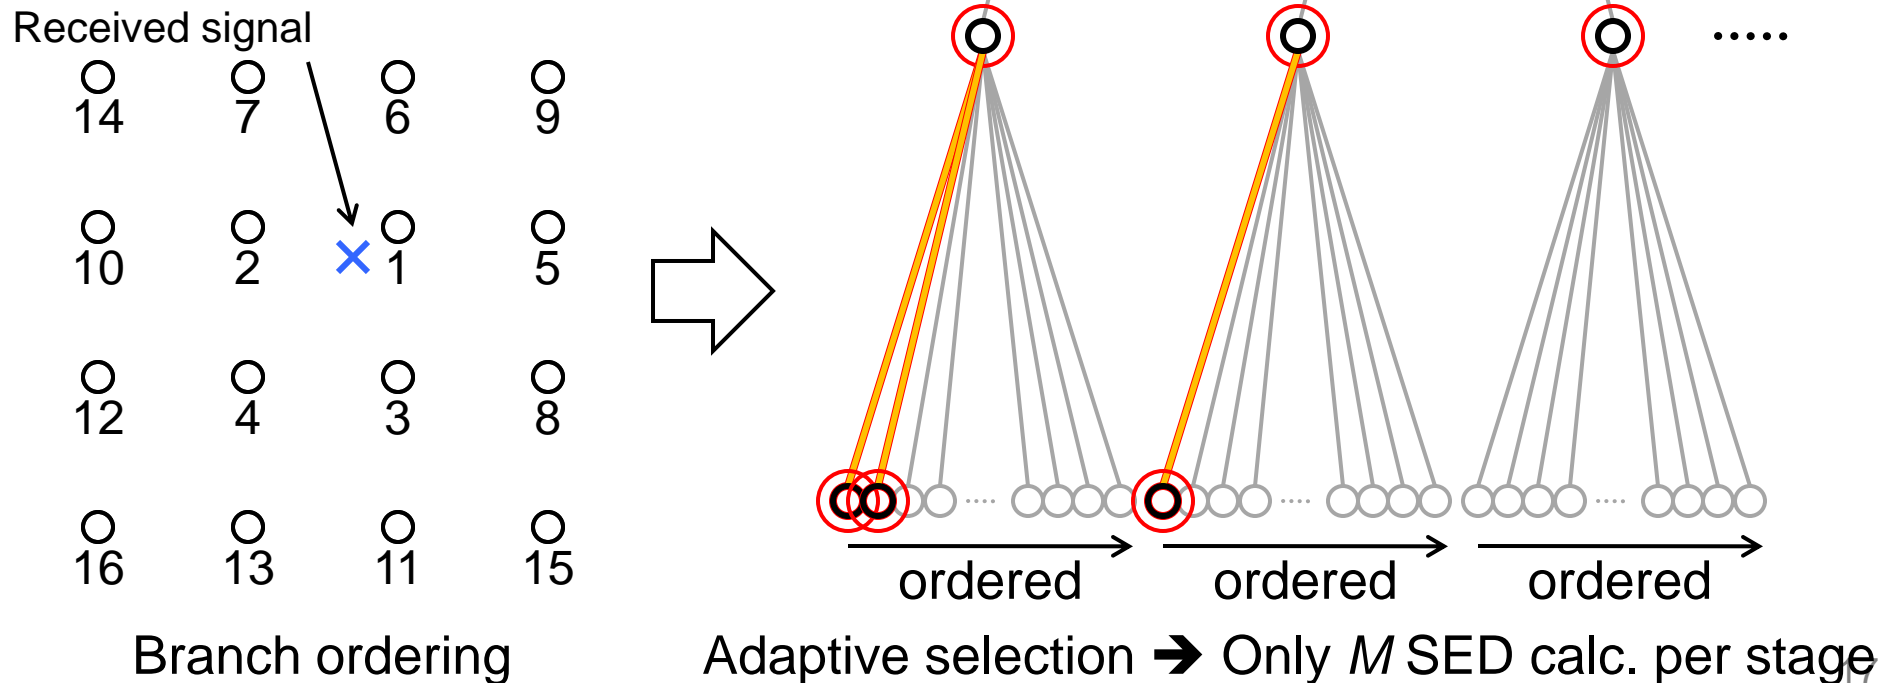 Received signal
14 7 6 9
10 2 1 5
12 4 3 8
16 13 11 15
ordered ordered ordered
Branch ordering
Adaptive selection ➔ Only M SED calc. per stage
17